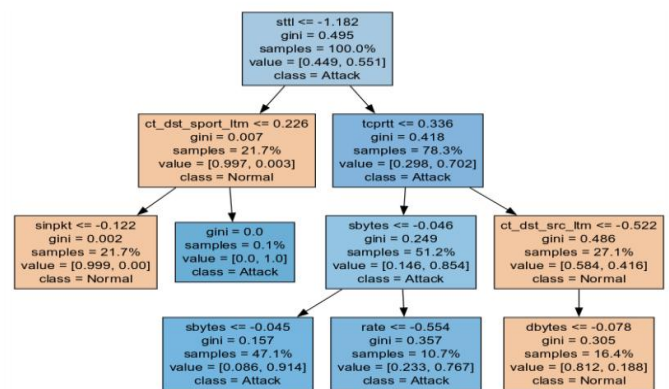 sttl <= -1.182
gini = 0.495
samples = 100.0%
value = [0.449, 0.551]
class = Attack
ct_dst_sport_ltm <= 0.226
gini = 0.007
samples = 21.7%
value = [0.997, 0.003]
class = Normal
tcprtt <= 0.336
gini = 0.418
samples = 78.3%
value = [0.298, 0.702]
class = Attack
sinpkt <= -0.122
gini = 0.002
samples = 21.7%
value = [0.999, 0.00]
class = Normal
gini = 0.0
samples = 0.1%
value = [0.0, 1.0]
class = Attack
sbytes <= -0.046
gini = 0.249
samples = 51.2%
value = [0.146, 0.854]
class = Attack
ct_dst_src_ltm <= -0.522
gini = 0.486
samples = 27.1%
value = [0.584, 0.416]
class = Normal
sbytes <= -0.045
gini = 0.157
samples = 47.1%
value = [0.086, 0.914]
class = Attack
rate <= -0.554
gini = 0.357
samples = 10.7%
value = [0.233, 0.767]
class = Attack
dbytes <= -0.078
gini = 0.305
samples = 16.4%
value = [0.812, 0.188]
class = Normal